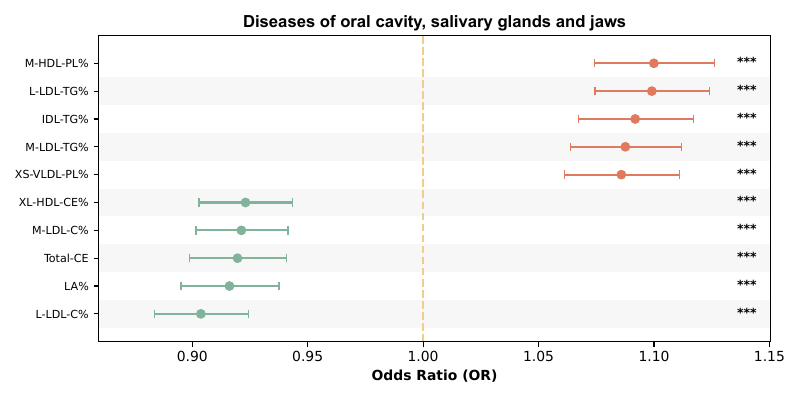 Diseases of oral cavity, salivary glands and jaws
M-HDL-PL% ***
L-LDL-TG% ***
IDL-TG% ***
M-LDL-TG% ***
XS-VLDL-PL% ***
XL-HDL-CE% ***
M-LDL-C% ***
Total-CE ***
LA% ***
L-LDL-C% ***
0.90 0.95 1.00 1.05 1.10 1.15
Odds Ratio (OR)